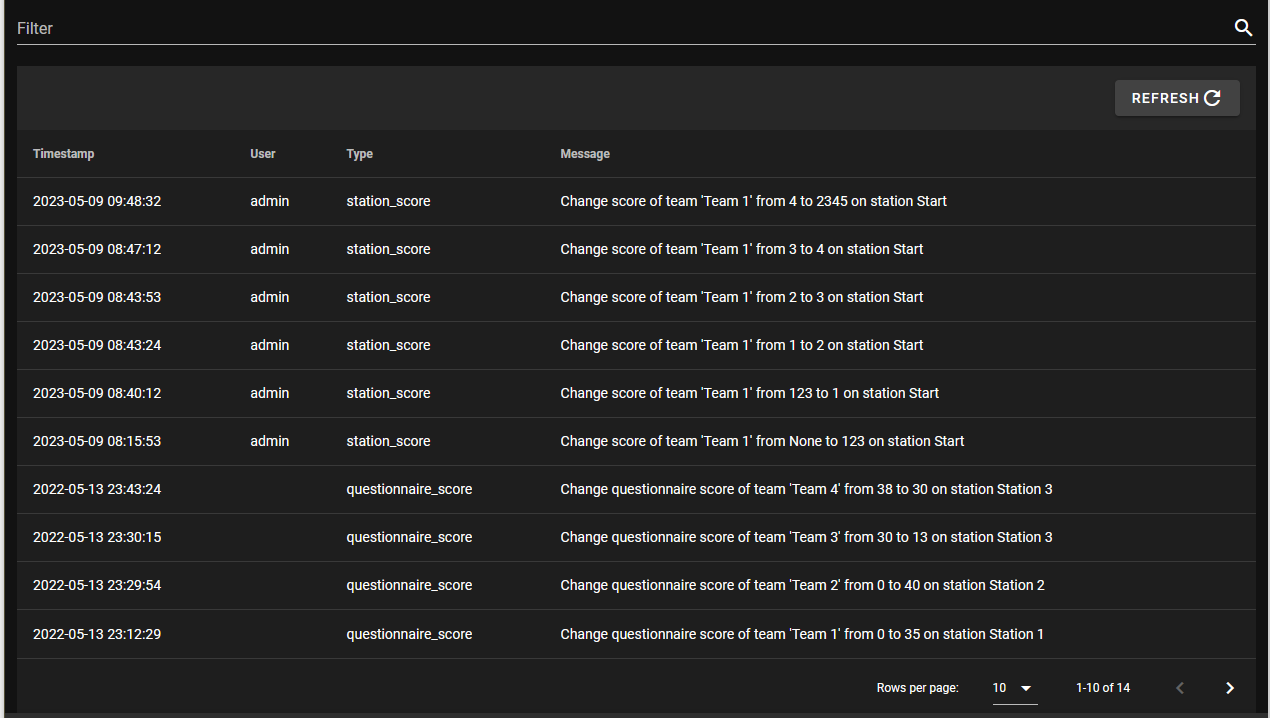 Filter
REFRESH
Timestamp User Type Message
2023-05-09 09:48:32 admin station_score Change score of team 'Team 1' from 4 to 2345 on station Start
2023-05-09 08:47:12 admin station_score Change score of team 'Team 1' from 3 to 4 on station Start
2023-05-09 08:43:53 admin station_score Change score of team 'Team 1' from 2 to 3 on station Start
2023-05-09 08:43:24 admin station_score Change score of team 'Team 1' from 1 to 2 on station Start
2023-05-09 08:40:12 admin station_score Change score of team 'Team 1' from 123 to 1 on station Start
2023-05-09 08:15:53 admin station_score Change score of team 'Team 1' from None to 123 on station Start
2022-05-13 23:43:24 questionnaire_score Change questionnaire score of team 'Team 4' from 38 to 30 on station Station 3
2022-05-13 23:30:15 questionnaire_score Change questionnaire score of team 'Team 3' from 30 to 13 on station Station 3
2022-05-13 23:29:54 questionnaire_score Change questionnaire score of team 'Team 2' from 0 to 40 on station Station 2
2022-05-13 23:12:29 questionnaire_score Change questionnaire score of team 'Team 1' from 0 to 35 on station Station 1
Rows per page: 10 1-10 of 14